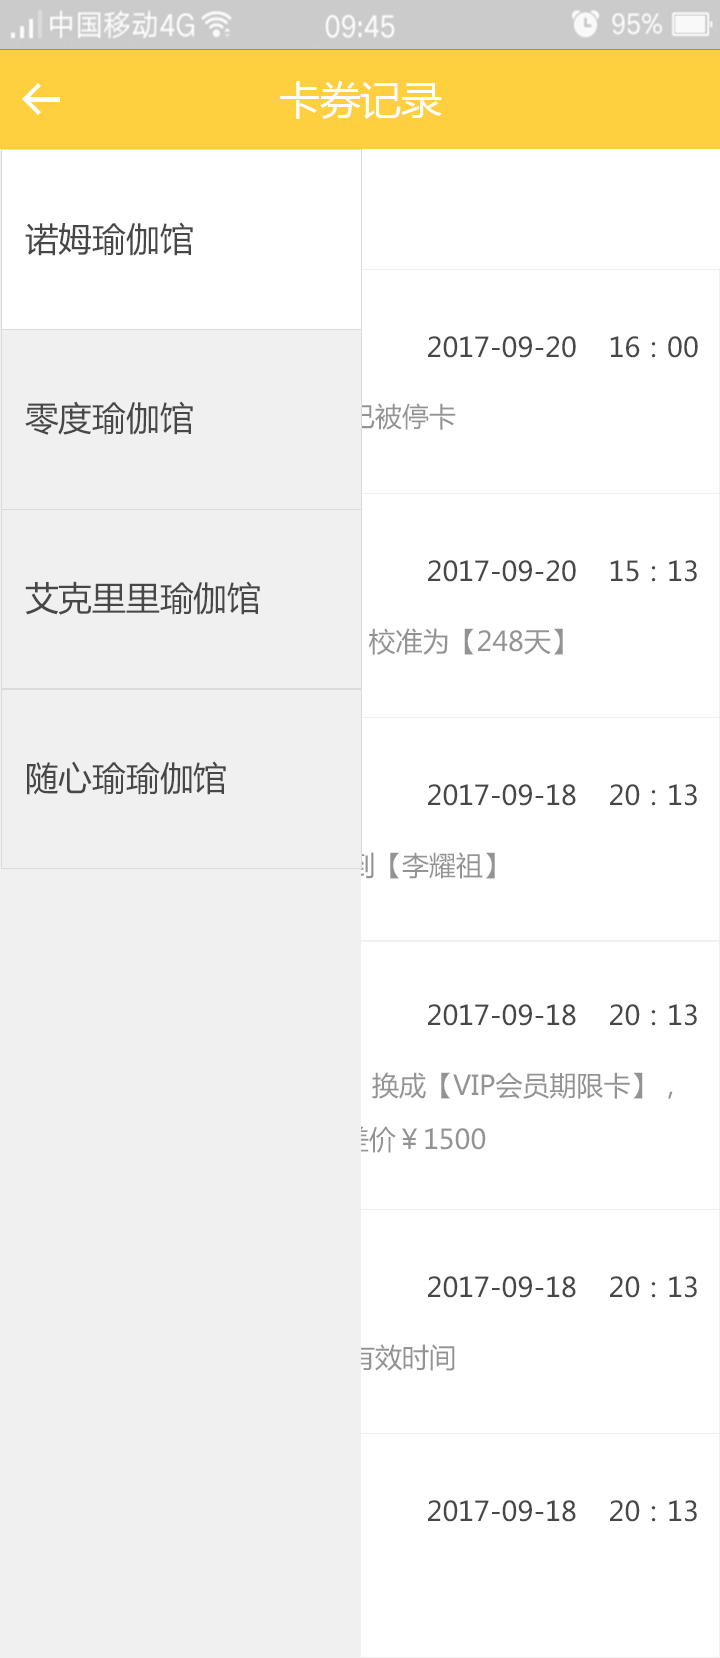 中国移动4G 09:45 95%
卡券记录
诺姆瑜伽馆
零度瑜伽馆
艾克里里瑜伽馆
随心瑜瑜伽馆
2017-09-20 16：00
已被停卡
2017-09-20 15：13
校准为【248天】
2017-09-18 20：13
到【李耀祖】
2017-09-18 20：13
换成【VIP会员期限卡】，
差价￥1500
2017-09-18 20：13
有效时间
2017-09-18 20：13